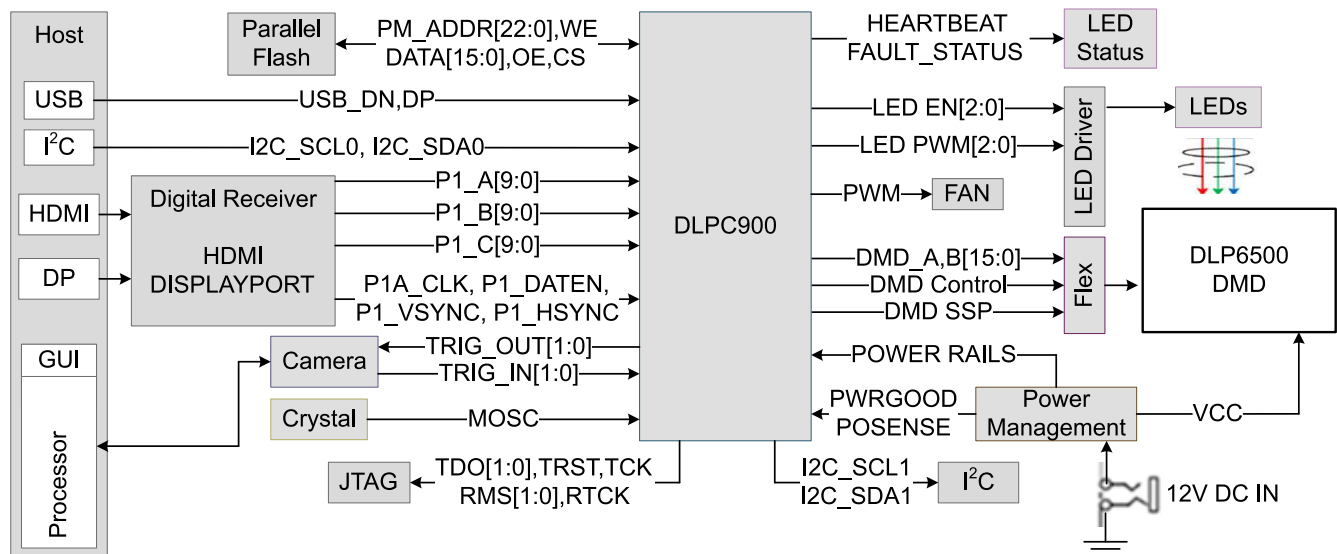 Host
USB
I2C
HDMI
DP
GUI
Processor
Parallel
Flash
PM_ADDR[22:0],WE
DATA[15:0],OE,CS
USB_DN,DP
I2C_SCL0, I2C_SDA0
Digital Receiver
HDMI
DISPLAYPORT
P1_A[9:0]
P1_B[9:0]
P1_C[9:0]
P1A_CLK, P1_DATEN,
P1_VSYNC, P1_HSYNC
Camera
TRIG_OUT[1:0]
TRIG_IN[1:0]
Crystal
MOSC
JTAG
TDO[1:0],TRST,TCK
RMS[1:0],RTCK
DLPC900
HEARTBEAT
FAULT_STATUS
LED
Status
LED EN[2:0]
LED PWM[2:0]
LED Driver
LEDs
PWM
FAN
DMD_A,B[15:0]
DMD Control
DMD SSP
Flex
DLP6500
DMD
POWER RAILS
PWRGOOD
POSENSE
Power
Management
VCC
I2C_SCL1
I2C_SDA1
I2C
12V DC IN